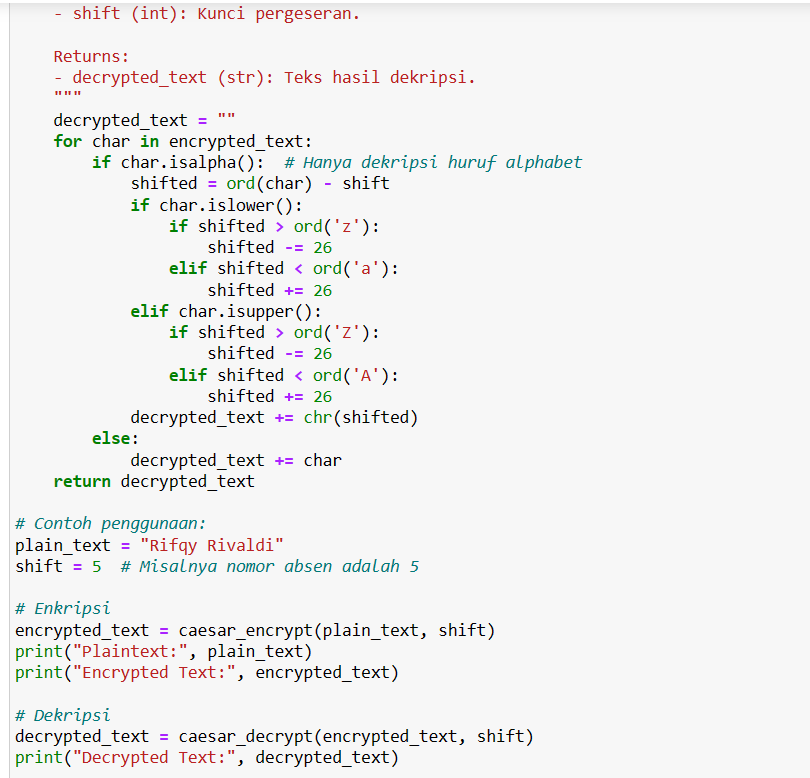 - shift (int): Kunci pergeseran.

    Returns:
    - decrypted_text (str): Teks hasil dekripsi.
    """
    decrypted_text = ""
    for char in encrypted_text:
        if char.isalpha():  # Hanya dekripsi huruf alphabet
            shifted = ord(char) - shift
            if char.islower():
                if shifted > ord('z'):
                    shifted -= 26
                elif shifted < ord('a'):
                    shifted += 26
            elif char.isupper():
                if shifted > ord('Z'):
                    shifted -= 26
                elif shifted < ord('A'):
                    shifted += 26
            decrypted_text += chr(shifted)
        else:
            decrypted_text += char
    return decrypted_text

# Contoh penggunaan:
plain_text = "Rifqy Rivaldi"
shift = 5  # Misalnya nomor absen adalah 5

# Enkripsi
encrypted_text = caesar_encrypt(plain_text, shift)
print("Plaintext:", plain_text)
print("Encrypted Text:", encrypted_text)

# Dekripsi
decrypted_text = caesar_decrypt(encrypted_text, shift)
print("Decrypted Text:", decrypted_text)